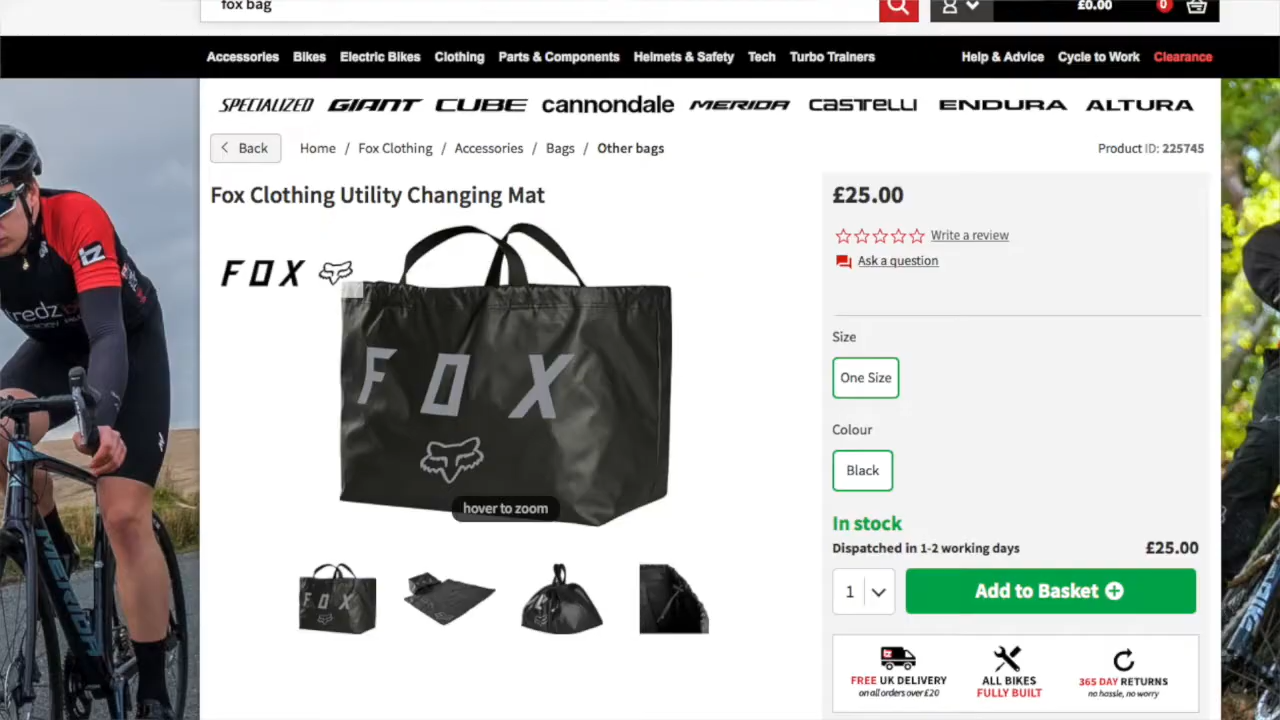 fox bag
£0.00
0
Accessories Bikes Electric Bikes Clothing Parts & Components Helmets & Safety Tech Turbo Trainers Help & Advice Cycle to Work Clearance
SPECIALIZED GIANT CUBE cannondale MERIDA CASTELLI ENDURA ALTURA
Back Home / Fox Clothing / Accessories / Bags / Other bags
Product ID: 225745
Fox Clothing Utility Changing Mat
FOX
FOX
hover to zoom
FOX
£25.00
Write a review
Ask a question
Size
One Size
Colour
Black
In stock
Dispatched in 1-2 working days £25.00
1
Add to Basket
FREE UK DELIVERY
on all orders over £20
ALL BIKES
FULLY BUILT
365 DAY RETURNS
no hassle, no worry
tz
redz
MERIDA